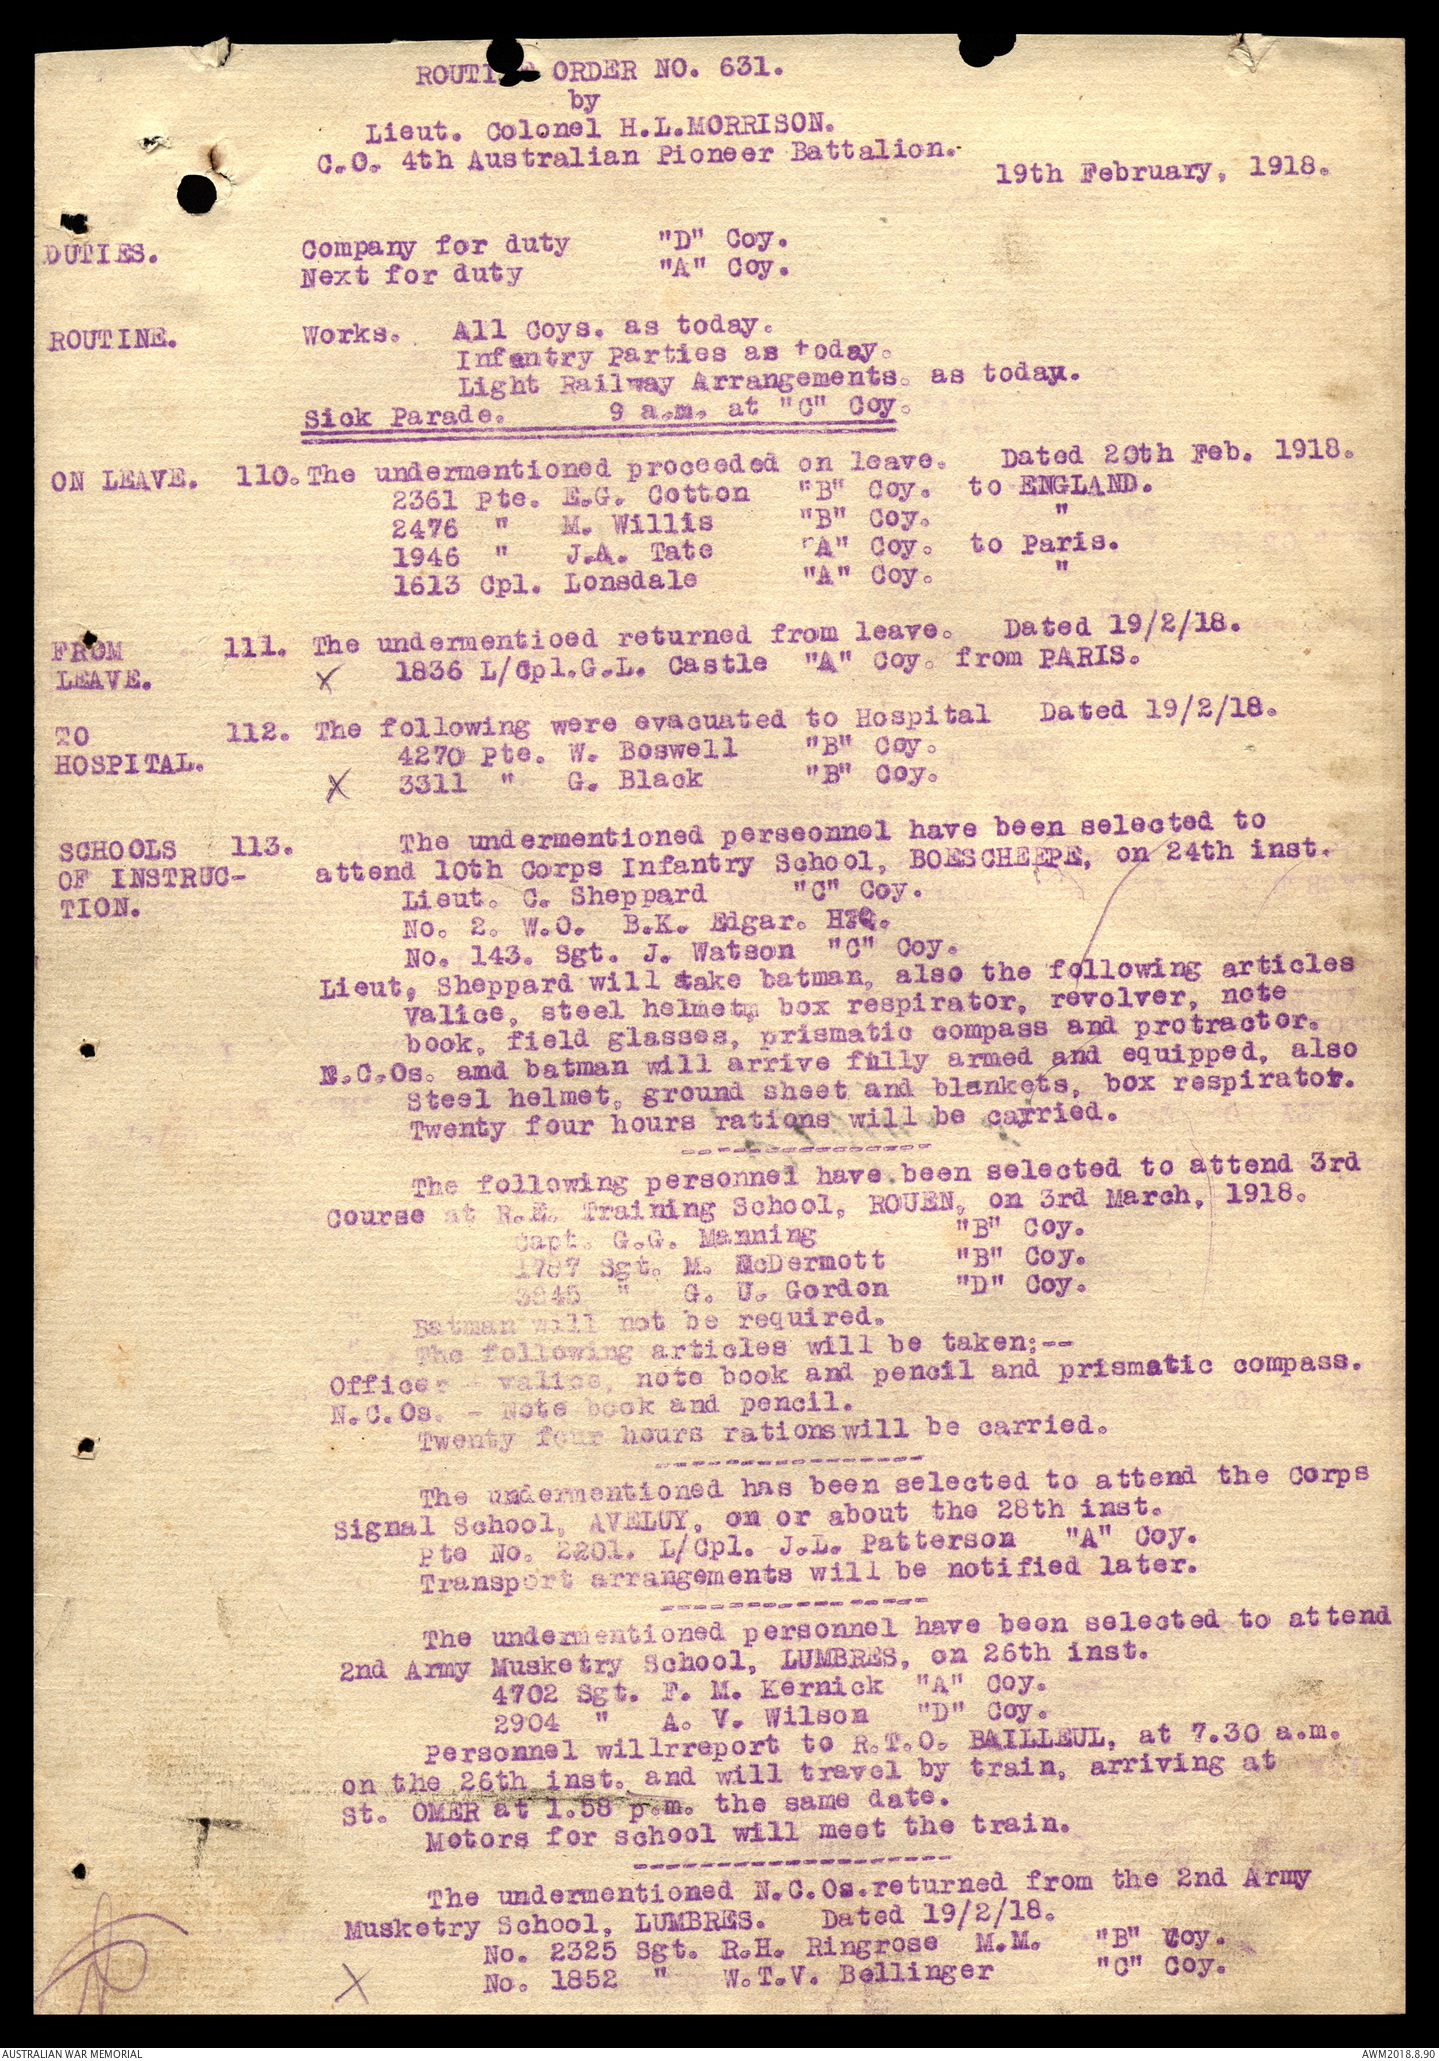 ROUTINE ORDER NO. 631.
by
Lieut. Colonel H.L.MORRISON.
C.O. 4th Australian Pioneer Battalion.
19th February, 1918.
DUTIES. Company for duty "D" Coy.
Next for duty "A" Coy.
ROUTINE. Works. All Coys. as today.
Infantry Parties as today.
Light Railway Arrangements. as today.
Sick Parade. 9 a.m. at "C" Coy.
ON LEAVE. 110. The undermentioned proceeded on leave. Dated 20th Feb. 1918.
2361 Pte. E.G. Cotton "B" Coy. to ENGLAND.
2476 " M. Willis "B" Coy. "
1946 " J.A. Tate "A" Coy. to Paris.
1613 Cpl. Lonsdale "A" Coy. "
FROM 111. The undermentioed returned from leave. Dated 19/2/18.
LEAVE. X 1836 L/Cpl.G.L. Castle "A" Coy. from PARIS.
TO 112. The following were evacuated to Hospital Dated 19/2/18.
HOSPITAL. 4270 Pte. W. Boswell "B" Coy.
X 3311 " G. Black "B" Coy.
SCHOOLS 113. The undermentioned perseonnel have been selected to
OF INSTRUC- attend 10th Corps Infantry School, BOESCHEEPE, on 24th inst.
TION. Lieut. C. Sheppard "C" Coy.
No. 2. W.O. B.K. Edgar. HQ.
No. 143. Sgt. J. Watson "C" Coy.
Lieut, Sheppard will take batman, also the following articles
Valice, steel helmet, box respirator, revolver, note
book, field glasses, prismatic compass and protractor.
N.C.Os. and batman will arrive fully armed and equipped, also
Steel helmet, ground sheet and blankets, box respirator.
Twenty four hours rations will be carried.
---------------
The following personnel have been selected to attend 3rd
Course at R.E. Training School, ROUEN, on 3rd March, 1918.
Capt. G.G. Manning "B" Coy.
1787 Sgt. M. McDermott "B" Coy.
3845 " G. U. Gordon "D" Coy.
Batman will not be required.
The following articles will be taken:--
Officer - valice, note book and pencil and prismatic compass.
N.C.Os. - Note book and pencil.
Twenty four hours rations will be carried.
----------------
The undermentioned has been selected to attend the Corps
Signal School, AVELUY, on or about the 28th inst.
Pte No. 2201. L/Cpl. J.L. Patterson "A" Coy.
Transport arrangements will be notified later.
----------------
The undermentioned personnel have been selected to attend
2nd Army Musketry School, LUMBRES, on 26th inst.
4702 Sgt. F. M. Kernick "A" Coy.
2904 " A. V. Wilson "D" Coy.
Personnel willrreport to R.T.O. BAILLEUL, at 7.30 a.m.
on the 26th inst. and will travel by train, arriving at
St. OMER at 1.58 p.m. the same date.
Motors for school will meet the train.
-------------------
The undermentioned N.C.Os.returned from the 2nd Army
Musketry School, LUMBRES. Dated 19/2/18.
No. 2325 Sgt. R.H. Ringrose M.M. "B" Coy.
X No. 1852 " W.T.V. Bellinger "C" Coy.
AUSTRALIAN WAR MEMORIAL AWM2018.8.90